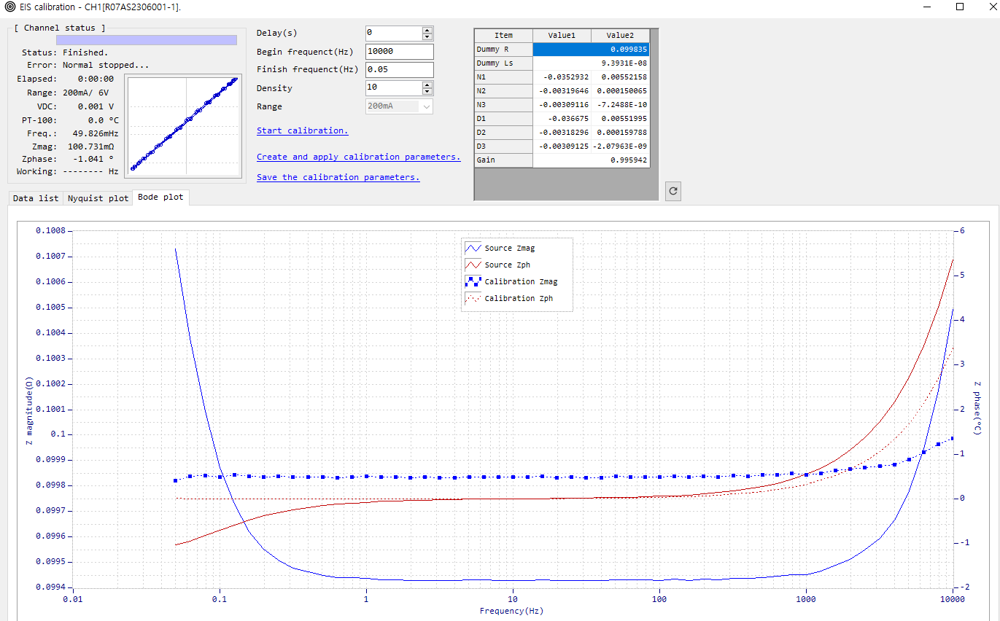 EIS calibration - CH1[R07AS2306001-1].
[ Channel status ]
Status: Finished.
Error: Normal stopped...
Elapsed: 0:00:00
Range: 200mA/ 6V
VDC: 0.001 V
PT-100: 0.0 °C
Freq.: 49.826mHz
Zmag: 100.731mΩ
Zphase: -1.041 °
Working: -------- Hz
Delay(s) 0
Begin frequenct(Hz) 10000
Finish frequenct(Hz) 0.05
Density 10
Range 200mA
Start calibration.
Create and apply calibration parameters.
Save the calibration parameters.
Item Value1 Value2
Dummy R 0.099835
Dummy Ls 9.3931E-08
N1 -0.0352932 0.00552158
N2 -0.00319646 0.000150065
N3 -0.00309116 -7.2488E-10
D1 -0.036675 0.00551995
D2 -0.00318296 0.000159788
D3 -0.00309125 -2.07963E-09
Gain 0.995942
Data list Nyquist plot Bode plot
Source Zmag
Source Zph
Calibration Zmag
Calibration Zph
Z magnitude(Ω)
0.1008
0.1007
0.1006
0.1005
0.1004
0.1003
0.1002
0.1001
0.1
0.0999
0.0998
0.0997
0.0996
0.0995
0.0994
6
5
4
3
2
1
0
-1
-2
Z phase(°C)
0.01 0.1 1 10 100 1000 10000
Frequency(Hz)